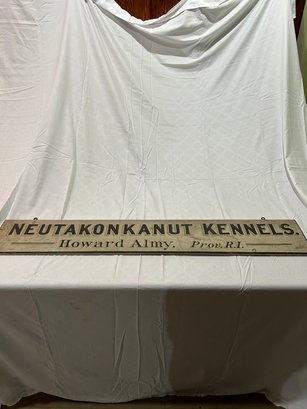 NEUTAKONKANUT KENNELS.
Howard Almy. Prov. R.I.